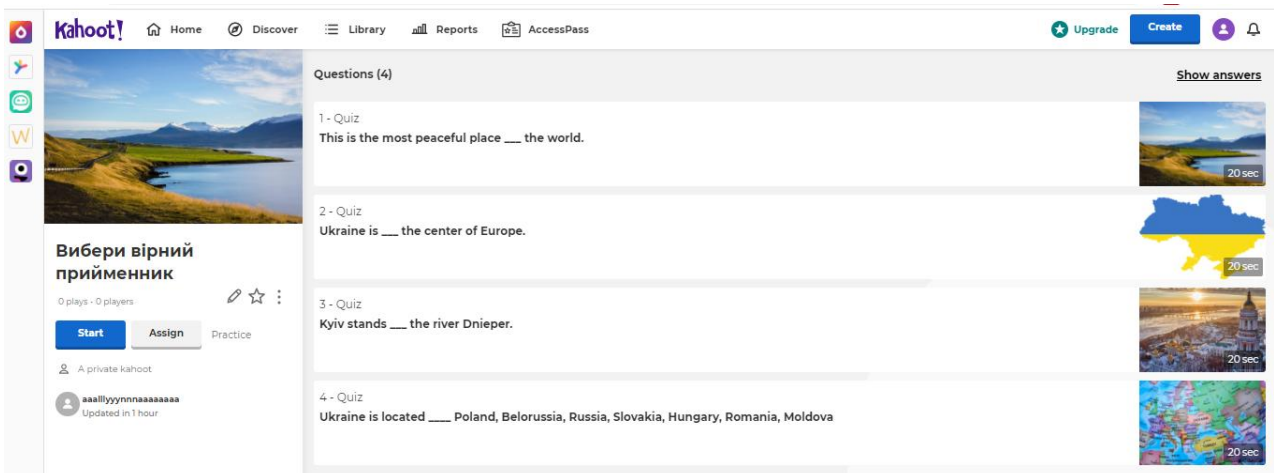 Kahoot! Home Discover Library Reports AccessPass Upgrade Create
Questions (4) Show answers
1 - Quiz
This is the most peaceful place ___ the world.
20 sec
2 - Quiz
Ukraine is ___ the center of Europe.
20 sec
3 - Quiz
Kyiv stands ___ the river Dnieper.
20 sec
4 - Quiz
Ukraine is located ____ Poland, Belorussia, Russia, Slovakia, Hungary, Romania, Moldova
20 sec
Вибери вірний
прийменник
0 plays · 0 players
Start Assign Practice
A private kahoot
aaalllyyynnnaaaaaaaa
Updated in 1 hour